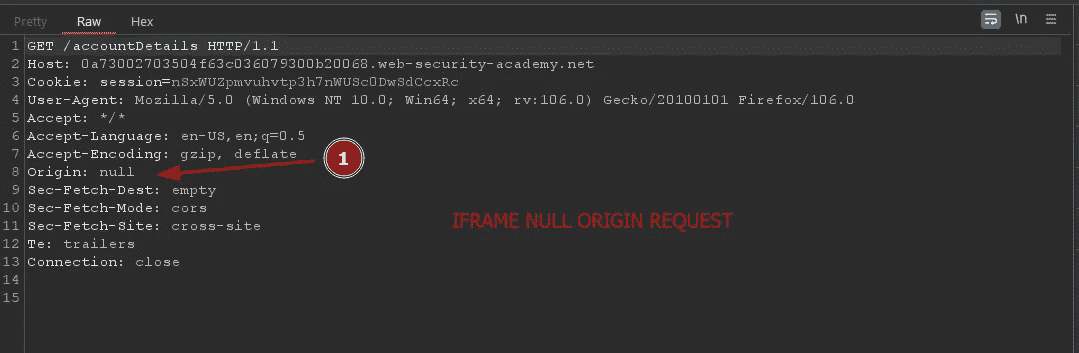 Pretty Raw Hex \n
1 GET /accountDetails HTTP/1.1
2 Host: 0a73002703504f63c036079300b20068.web-security-academy.net
3 Cookie: session=nSxWUZpmvuhvtp3h7nWUSc0DwSdCcxRc
4 User-Agent: Mozilla/5.0 (Windows NT 10.0; Win64; x64; rv:106.0) Gecko/20100101 Firefox/106.0
5 Accept: */*
6 Accept-Language: en-US,en;q=0.5
7 Accept-Encoding: gzip, deflate
1
8 Origin: null
9 Sec-Fetch-Dest: empty
10 Sec-Fetch-Mode: cors
11 Sec-Fetch-Site: cross-site
IFRAME NULL ORIGIN REQUEST
12 Te: trailers
13 Connection: close
14
15